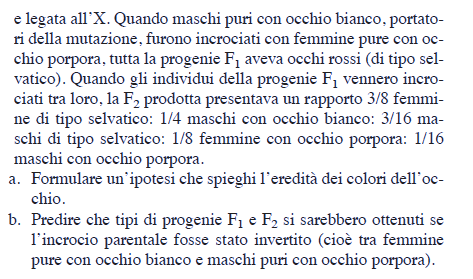 e legata all'X. Quando maschi puri con occhio bianco, portato-
ri della mutazione, furono incrociati con femmine pure con oc-
chio porpora, tutta la progenie F₁ aveva occhi rossi (di tipo sel-
vatico). Quando gli individui della progenie F₁ vennero incro-
ciati tra loro, la F₂ prodotta presentava un rapporto 3/8 femmi-
ne di tipo selvatico: 1/4 maschi con occhio bianco: 3/16 ma-
schi di tipo selvatico: 1/8 femmine con occhio porpora: 1/16
maschi con occhio porpora.
a. Formulare un'ipotesi che spieghi l'eredità dei colori dell'oc-
chio.
b. Predire che tipi di progenie F₁ e F₂ si sarebbero ottenuti se
l'incrocio parentale fosse stato invertito (cioè tra femmine
pure con occhio bianco e maschi puri con occhio porpora).